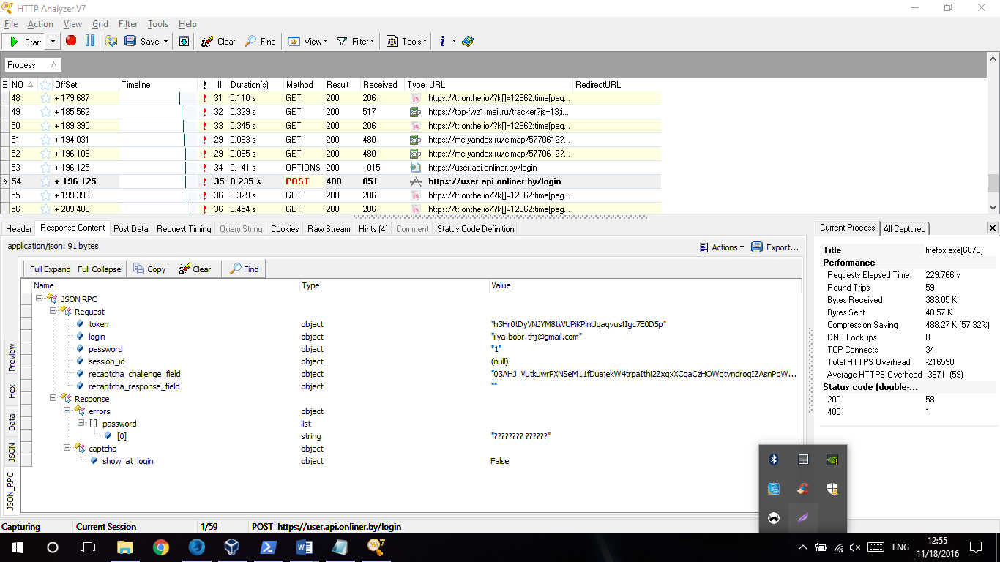 HTTP Analyzer V7
File Action View Grid Filter Tools Help
Start Save Clear Find View Filter Tools
Process
NO OffSet Timeline ! # Duration(s) Method Result Received Type URL RedirectURL
48 + 179.687 31 0.110 s GET 200 206 https://tt.onthe.io/?k[]=12862:time[pag...
49 + 185.562 32 0.329 s GET 200 517 https://top-fwz1.mail.ru/tracker?js=13;i...
50 + 189.390 33 0.345 s GET 200 206 https://tt.onthe.io/?k[]=12862:time[pag...
51 + 194.031 29 0.063 s GET 200 480 https://mc.yandex.ru/clmap/5770612?...
52 + 196.109 29 0.095 s GET 200 480 https://mc.yandex.ru/clmap/5770612?...
53 + 196.125 34 0.141 s OPTIONS 200 1015 https://user.api.onliner.by/login
54 + 196.125 35 0.235 s POST 400 851 https://user.api.onliner.by/login
55 + 199.390 36 0.329 s GET 200 206 https://tt.onthe.io/?k[]=12862:time[pag...
56 + 209.406 36 0.454 s GET 200 206 https://tt.onthe.io/?k[]=12862:time[pag...
Header Response Content Post Data Request Timing Query String Cookies Raw Stream Hints (4) Comment Status Code Definition
application/json: 91 bytes Actions Export...
Full Expand Full Collapse Copy Clear Find
Name Type Value
JSON RPC
Request
token object "h3Hr0tDyVNJYM8tWUPiKPinUqaqvusfIgc7E0D5p"
login object "ilya.bobr.thj@gmail.com"
password object "1"
session_id object (null)
recaptcha_challenge_field object "03AHJ_VutkuwrPXNSeM11fDuajekW4trpaIthi2ZxqxXCgaCzHOWgtvndrogIZAsnPqW...
recaptcha_response_field object ""
Response
errors object
[] password list
[0] string "???????? ??????"
captcha object
show_at_login object False
Preview
Hex
Data
JSON
JSON_RPC
Current Process All Captured
Title firefox.exe[6076]
Performance
Requests Elapsed Time 229.766 s
Round Trips 59
Bytes Received 383.05 K
Bytes Sent 40.57 K
Compression Saving 488.27 K (57.32%)
DNS Lookups 0
TCP Connects 34
Total HTTPS Overhead -216590
Average HTTPS Overhead -3671 (59)
Status code (double-...
200 58
400 1
Capturing Current Session 1/59 POST https://user.api.onliner.by/login
ENG
12:55
11/18/2016